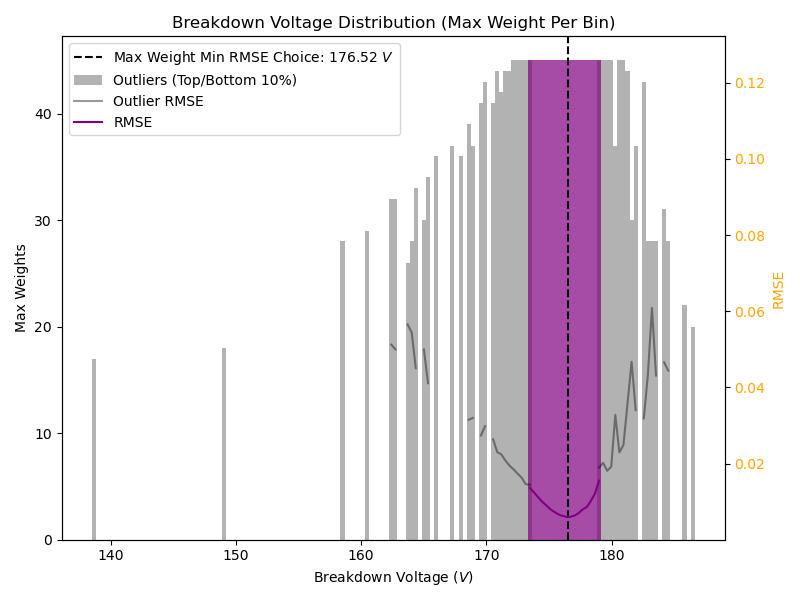 Breakdown Voltage Distribution (Max Weight Per Bin)
Max Weight Min RMSE Choice: 176.52 V
Outliers (Top/Bottom 10%)
Outlier RMSE
RMSE
Max Weights
0
10
20
30
40
0.02
0.04
0.06
0.08
0.10
0.12
RMSE
140
150
160
170
180
Breakdown Voltage (V)